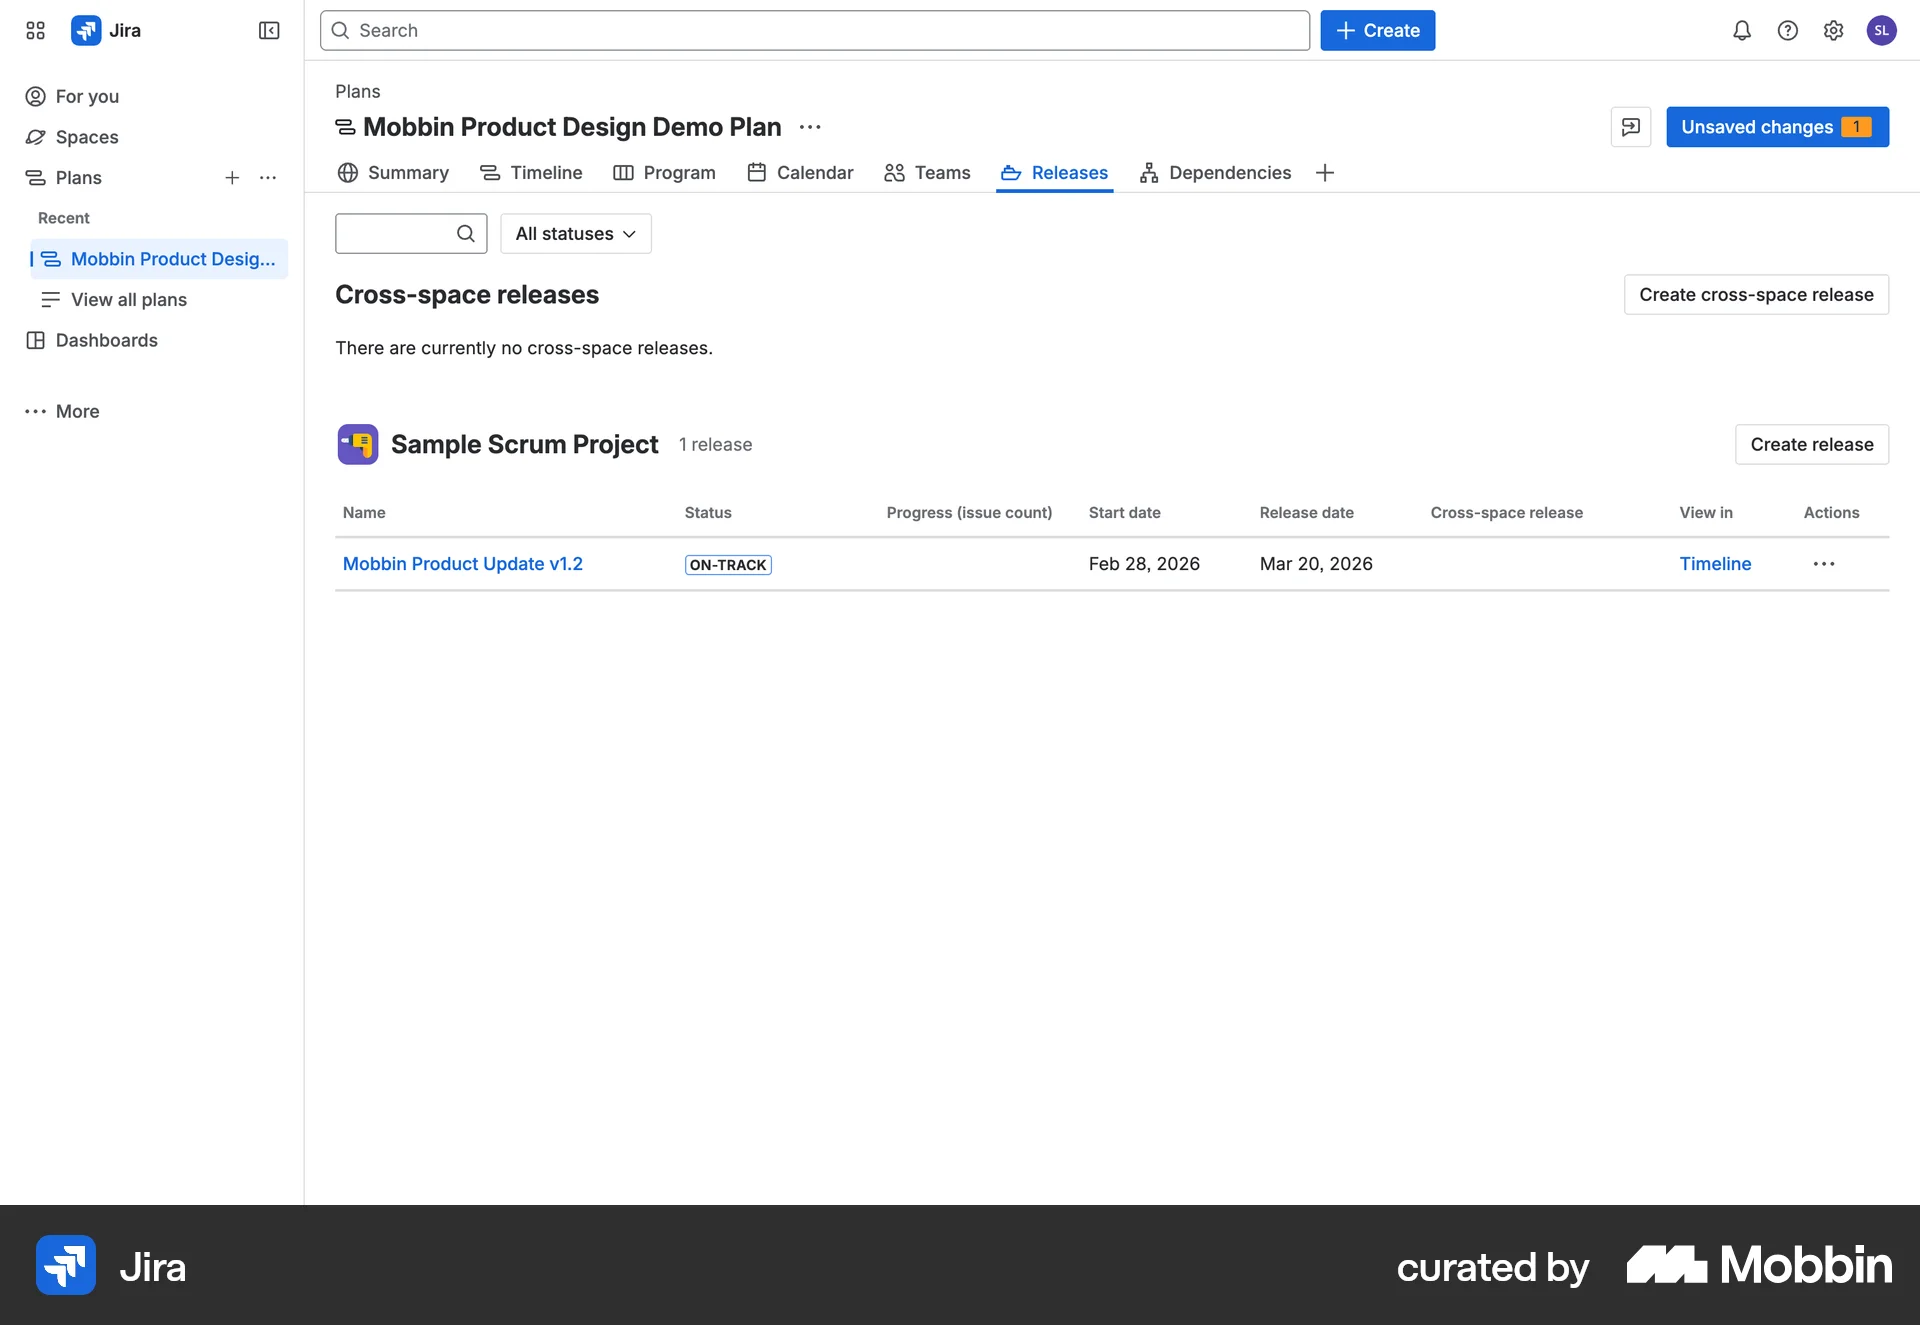 Jira
Search
Create
SL
For you
Spaces
Plans
Recent
Mobbin Product Desig...
View all plans
Dashboards
More
Plans
Mobbin Product Design Demo Plan
Unsaved changes 1
Summary Timeline Program Calendar Teams Releases Dependencies
All statuses
Cross-space releases
Create cross-space release
There are currently no cross-space releases.
Sample Scrum Project 1 release
Create release
Name Status Progress (issue count) Start date Release date Cross-space release View in Actions
Mobbin Product Update v1.2 ON-TRACK Feb 28, 2026 Mar 20, 2026 Timeline
Jira
curated by Mobbin